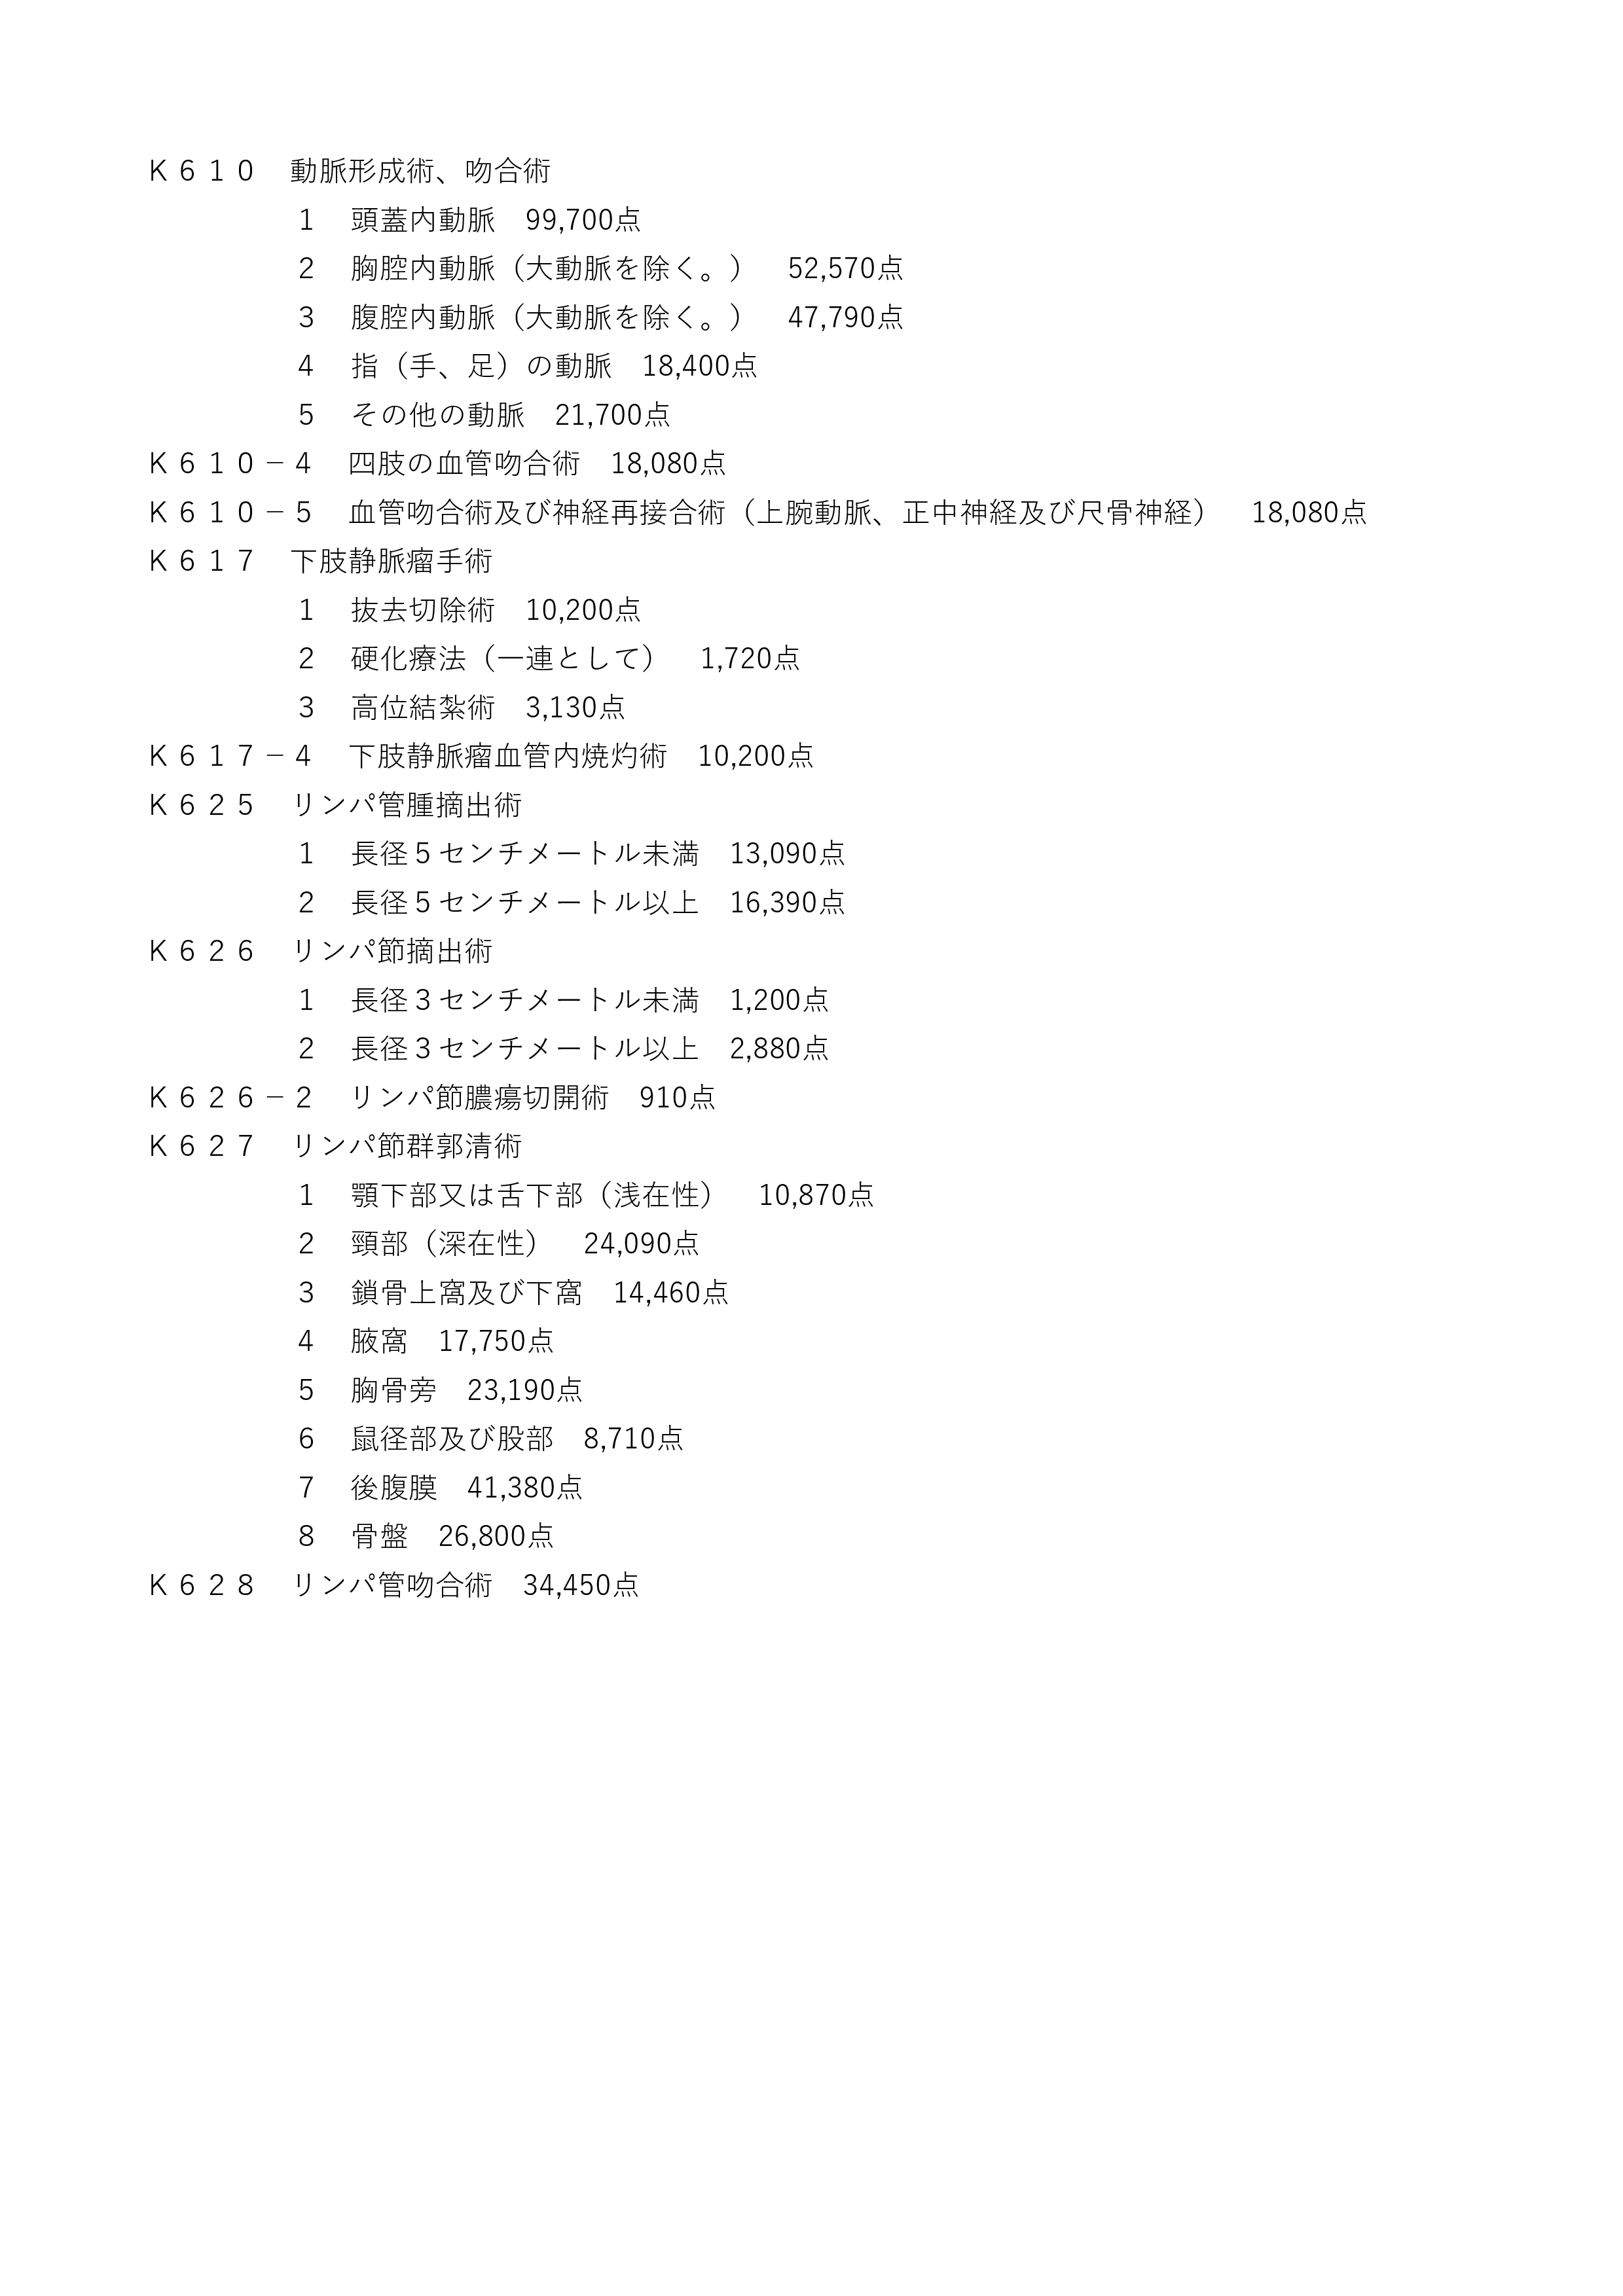 Ｋ６１０　動脈形成術、吻合術
１　頭蓋内動脈　99,700点
２　胸腔内動脈（大動脈を除く。）　52,570点
３　腹腔内動脈（大動脈を除く。）　47,790点
４　指（手、足）の動脈　18,400点
５　その他の動脈　21,700点
Ｋ６１０－４　四肢の血管吻合術　18,080点
Ｋ６１０－５　血管吻合術及び神経再接合術（上腕動脈、正中神経及び尺骨神経）　18,080点
Ｋ６１７　下肢静脈瘤手術
１　抜去切除術　10,200点
２　硬化療法（一連として）　1,720点
３　高位結紮術　3,130点
Ｋ６１７－４　下肢静脈瘤血管内焼灼術　10,200点
Ｋ６２５　リンパ管腫摘出術
１　長径５センチメートル未満　13,090点
２　長径５センチメートル以上　16,390点
Ｋ６２６　リンパ節摘出術
１　長径３センチメートル未満　1,200点
２　長径３センチメートル以上　2,880点
Ｋ６２６－２　リンパ節膿瘍切開術　910点
Ｋ６２７　リンパ節群郭清術
１　顎下部又は舌下部（浅在性）　10,870点
２　頸部（深在性）　24,090点
３　鎖骨上窩及び下窩　14,460点
４　腋窩　17,750点
５　胸骨旁　23,190点
６　鼠径部及び股部　8,710点
７　後腹膜　41,380点
８　骨盤　26,800点
Ｋ６２８　リンパ管吻合術　34,450点